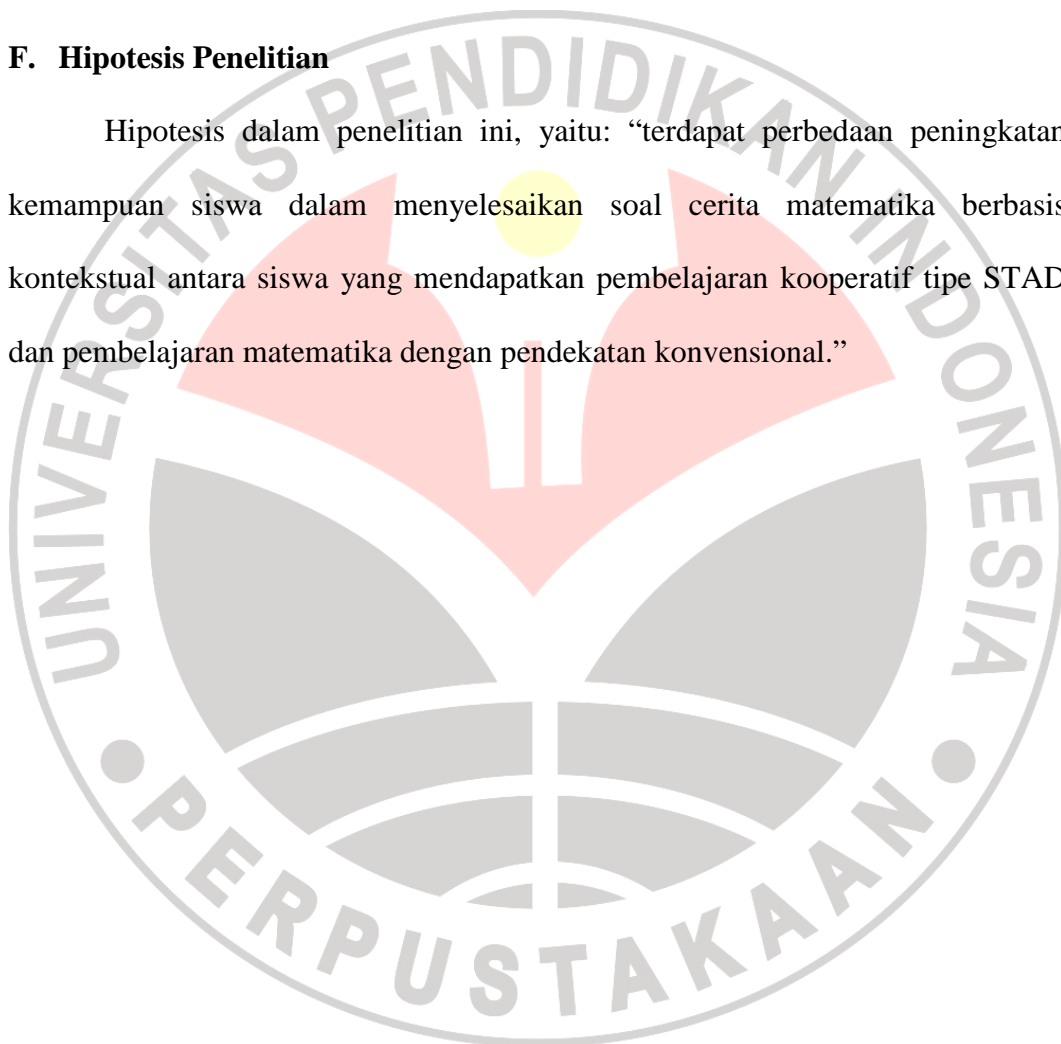 F. Hipotesis Penelitian
Hipotesis dalam penelitian ini, yaitu: “terdapat perbedaan peningkatan
kemampuan siswa dalam menyelesaikan soal cerita matematika berbasis
kontekstual antara siswa yang mendapatkan pembelajaran kooperatif tipe STAD
dan pembelajaran matematika dengan pendekatan konvensional.”
UNIVERSITAS PENDIDIKAN INDONESIA
PERPUSTAKAAN